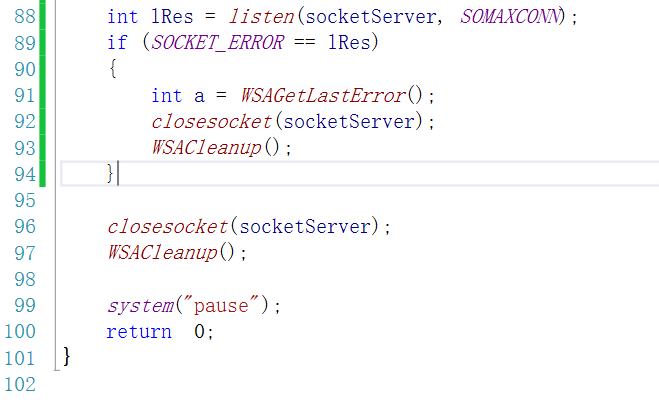 88 int lRes = listen(socketServer, SOMAXCONN);
89 if (SOCKET_ERROR == lRes)
90 {
91 int a = WSAGetLastError();
92 closesocket(socketServer);
93 WSACleanup();
94 }
95
96 closesocket(socketServer);
97 WSACleanup();
98
99 system("pause");
100 return 0;
101 }
102